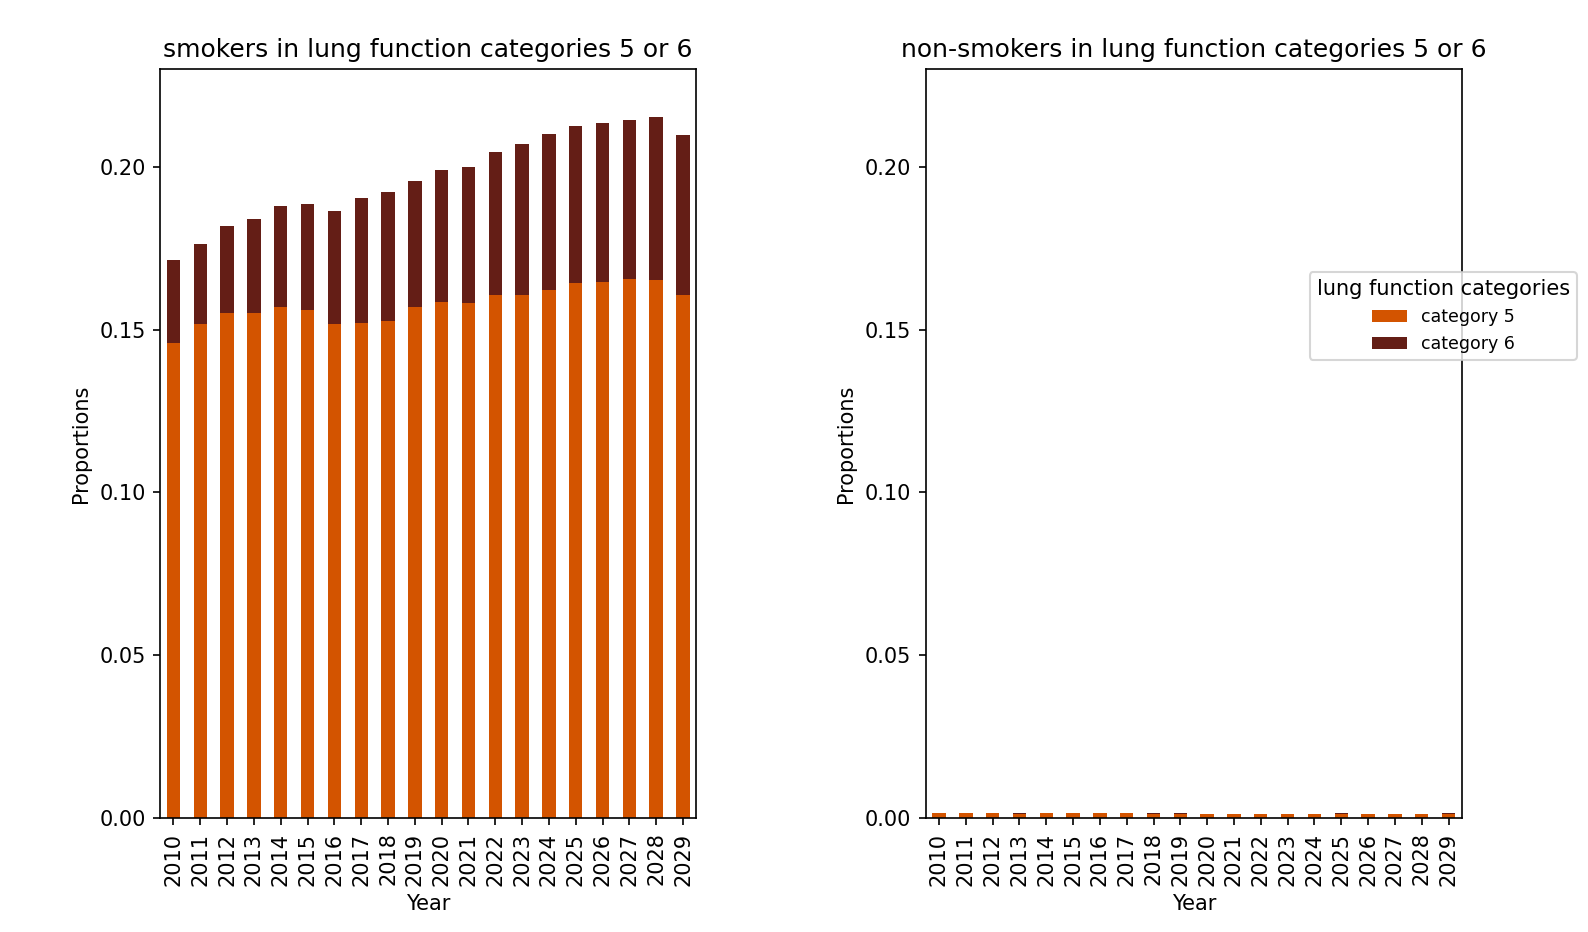 smokers in lung function categories 5 or 6
Proportions
0.20
0.15
0.10
0.05
0.00
2010 2011 2012 2013 2014 2015 2016 2017 2018 2019 2020 2021 2022 2023 2024 2025 2026 2027 2028 2029
Year
non-smokers in lung function categories 5 or 6
Proportions
0.20
0.15
0.10
0.05
0.00
lung function categories
category 5
category 6
2010 2011 2012 2013 2014 2015 2016 2017 2018 2019 2020 2021 2022 2023 2024 2025 2026 2027 2028 2029
Year